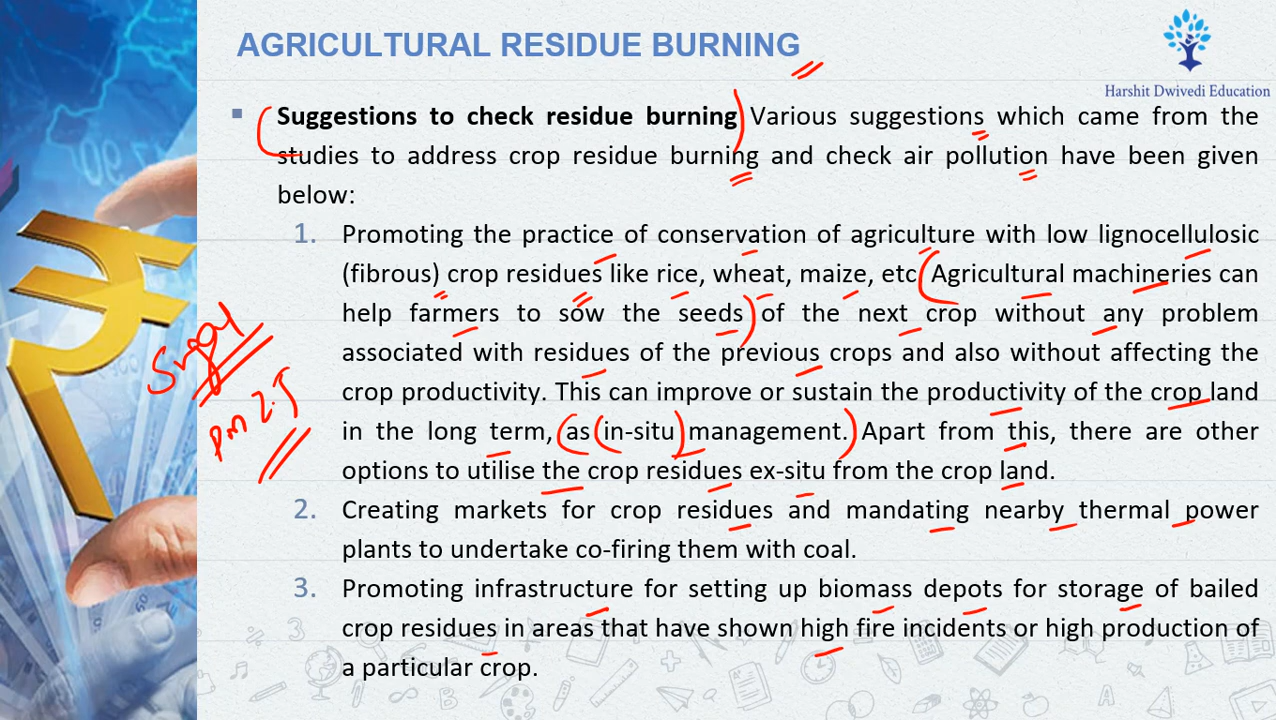 AGRICULTURAL RESIDUE BURNING
Harshit Dwivedi Education
Suggestions to check residue burning Various suggestions which came from the
studies to address crop residue burning and check air pollution have been given
below:
1. Promoting the practice of conservation of agriculture with low lignocellulosic
(fibrous) crop residues like rice, wheat, maize, etc Agricultural machineries can
help farmers to sow the seeds of the next crop without any problem
associated with residues of the previous crops and also without affecting the
crop productivity. This can improve or sustain the productivity of the crop land
in the long term, as in-situ management. Apart from this, there are other
options to utilise the crop residues ex-situ from the crop land.
2. Creating markets for crop residues and mandating nearby thermal power
plants to undertake co-firing them with coal.
3. Promoting infrastructure for setting up biomass depots for storage of bailed
crop residues in areas that have shown high fire incidents or high production of
a particular crop.
PM 2.5